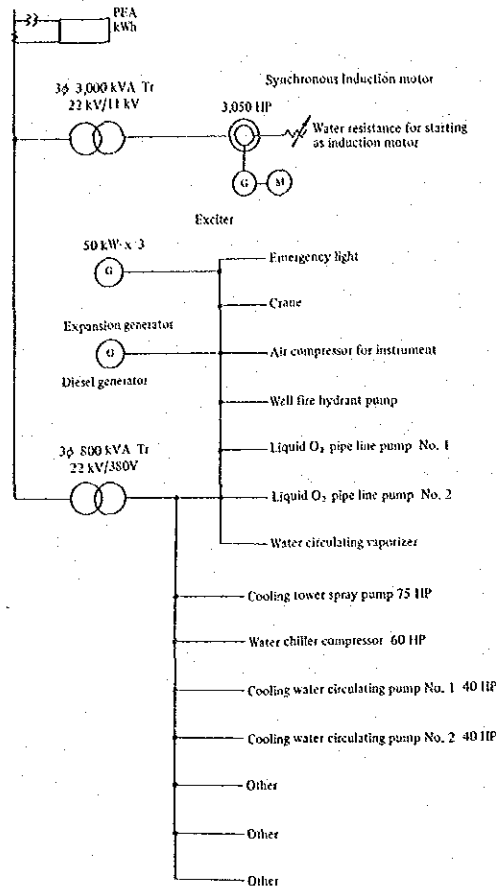 PEA
kWh
3φ 3,000 kVA Tr
22 kV/11 kV
Synchronous Induction motor
3,050 HP
Water resistance for starting
as induction motor
G
M
Exciter
50 kW x 3
G
Emergency light
Crane
Expansion generator
G
Air compressor for instrument
Diesel generator
Well fire hydrant pump
3φ 800 kVA Tr
22 kV/380V
Liquid O₂ pipe line pump No. 1
Liquid O₂ pipe line pump No. 2
Water circulating vaporizer
Cooling tower spray pump 75 HP
Water chiller compressor 60 HP
Cooling water circulating pump No. 1 40 HP
Cooling water circulating pump No. 2 40 HP
Other
Other
Other